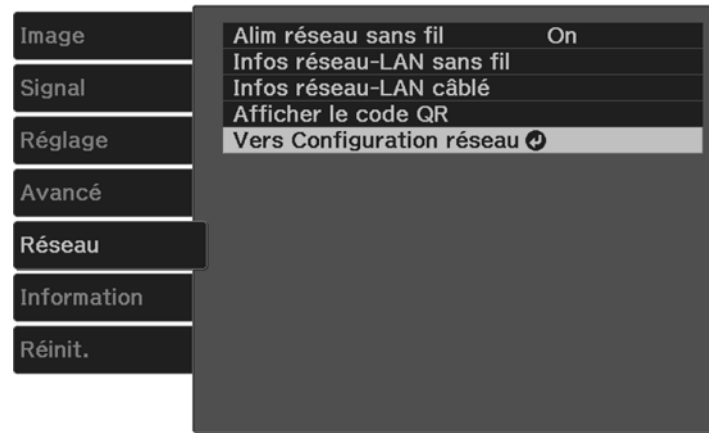 Image
Signal
Réglage
Avancé
Réseau
Information
Réinit.
Alim réseau sans fil On
Infos réseau-LAN sans fil
Infos réseau-LAN câblé
Afficher le code QR
Vers Configuration réseau